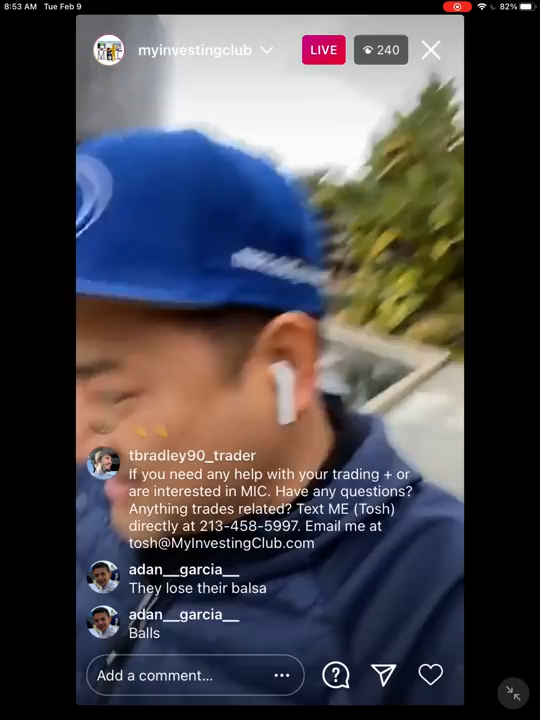 8:53 AM Tue Feb 9
82%
myinvestingclub
LIVE
240
tbradley90_trader
If you need any help with your trading + or
are interested in MIC. Have any questions?
Anything trades related? Text ME (Tosh)
directly at 213-458-5997. Email me at
tosh@MyInvestingClub.com
adan__garcia__
They lose their balsa
adan__garcia__
Balls
Add a comment...